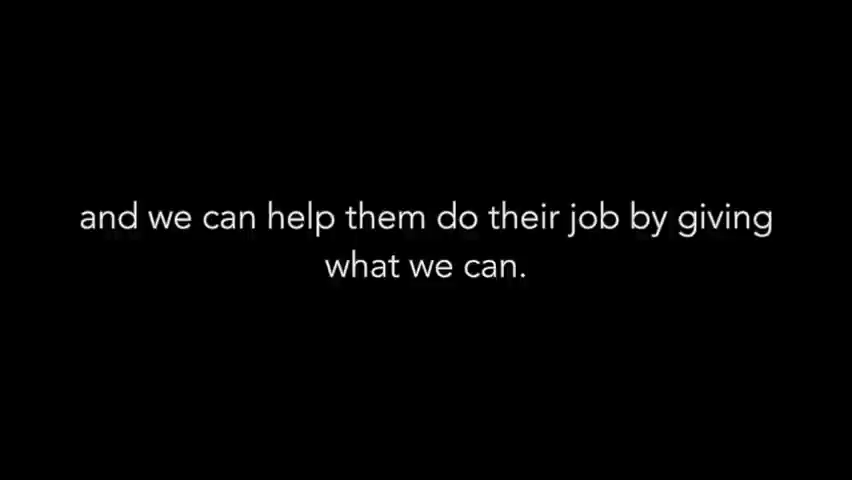 and we can help them do their job by giving
what we can.